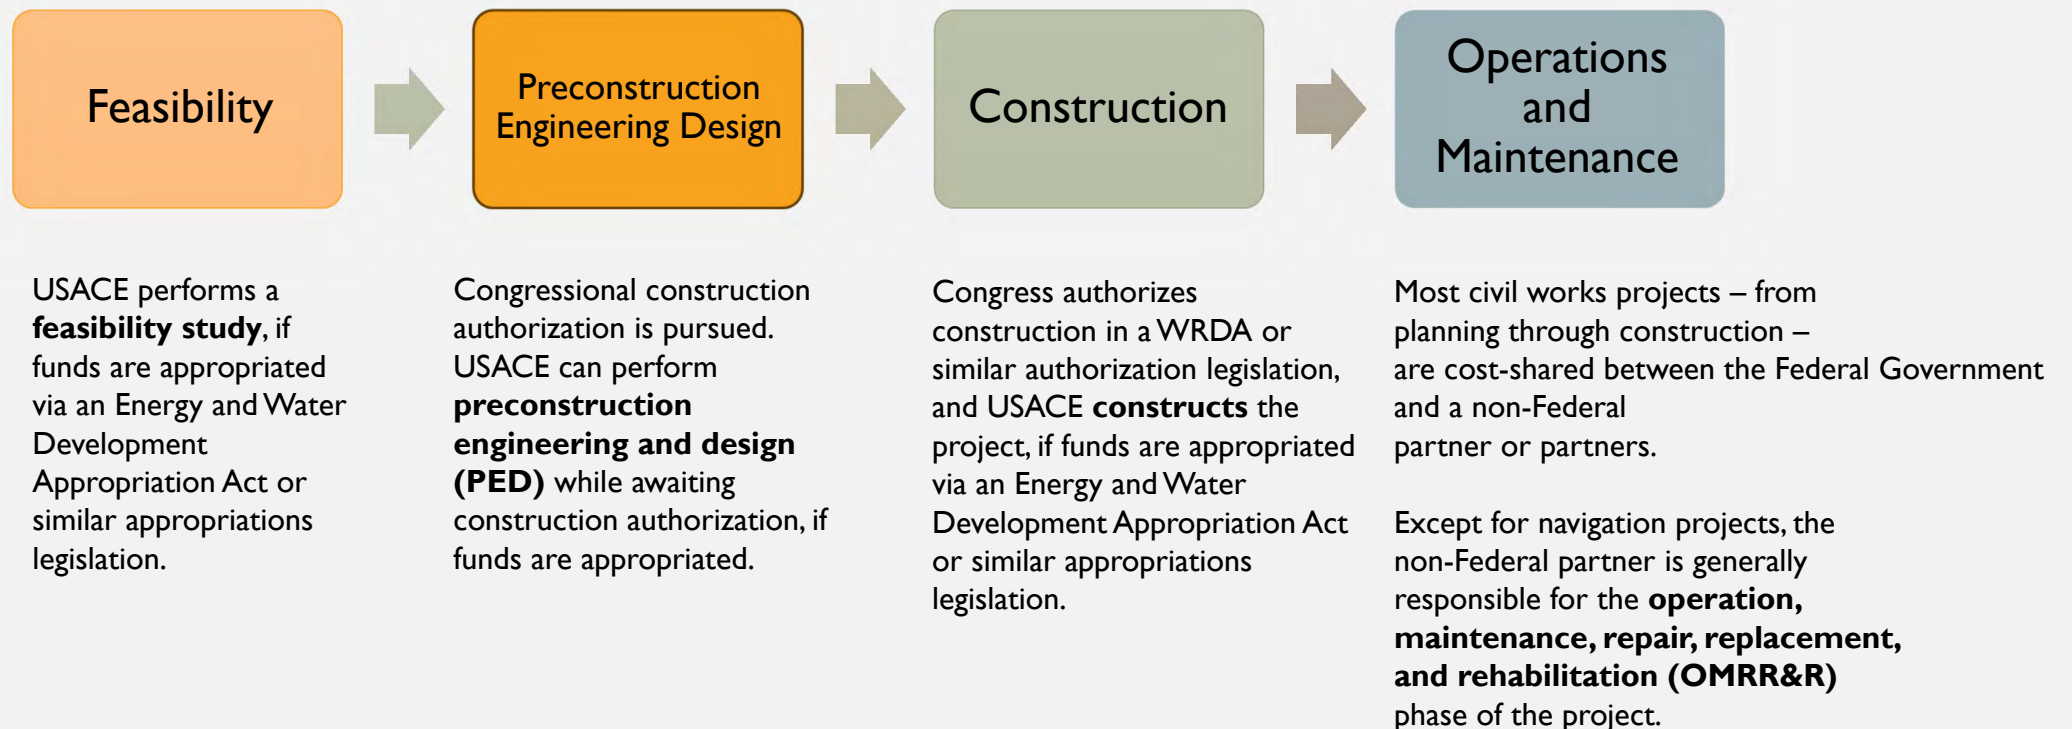 Feasibility
Preconstruction
Engineering Design
Construction
Operations
and
Maintenance
USACE performs a
feasibility study, if
funds are appropriated
via an Energy and Water
Development
Appropriation Act or
similar appropriations
legislation.
Congressional construction
authorization is pursued.
USACE can perform
preconstruction
engineering and design
(PED) while awaiting
construction authorization, if
funds are appropriated.
Congress authorizes
construction in a WRDA or
similar authorization legislation,
and USACE constructs the
project, if funds are appropriated
via an Energy and Water
Development Appropriation Act
or similar appropriations
legislation.
Most civil works projects – from
planning through construction –
are cost-shared between the Federal Government
and a non-Federal
partner or partners.
Except for navigation projects, the
non-Federal partner is generally
responsible for the operation,
maintenance, repair, replacement,
and rehabilitation (OMRR&R)
phase of the project.